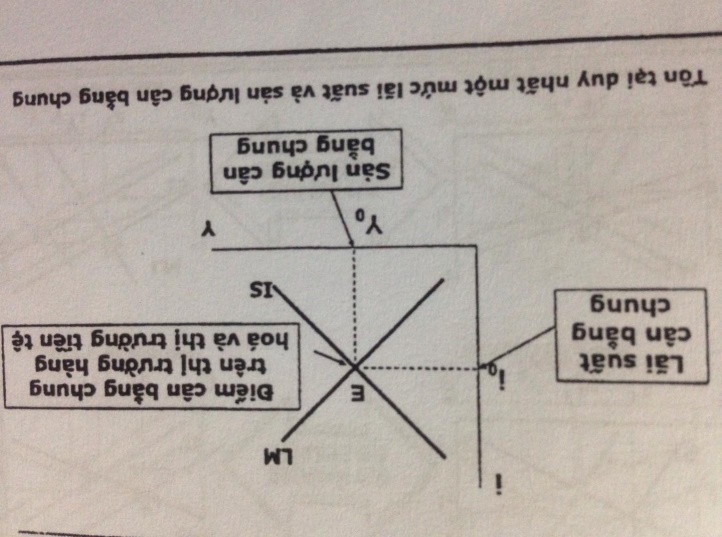 i
LM
E
Điểm cân bằng chung
trên thị trường hàng
hoá và thị trường tiền tệ
i₀
Lãi suất
cân bằng
chung
IS
Y₀
Y
Sản lượng cân
bằng chung
Tồn tại duy nhất một mức lãi suất và sản lượng cân bằng chung